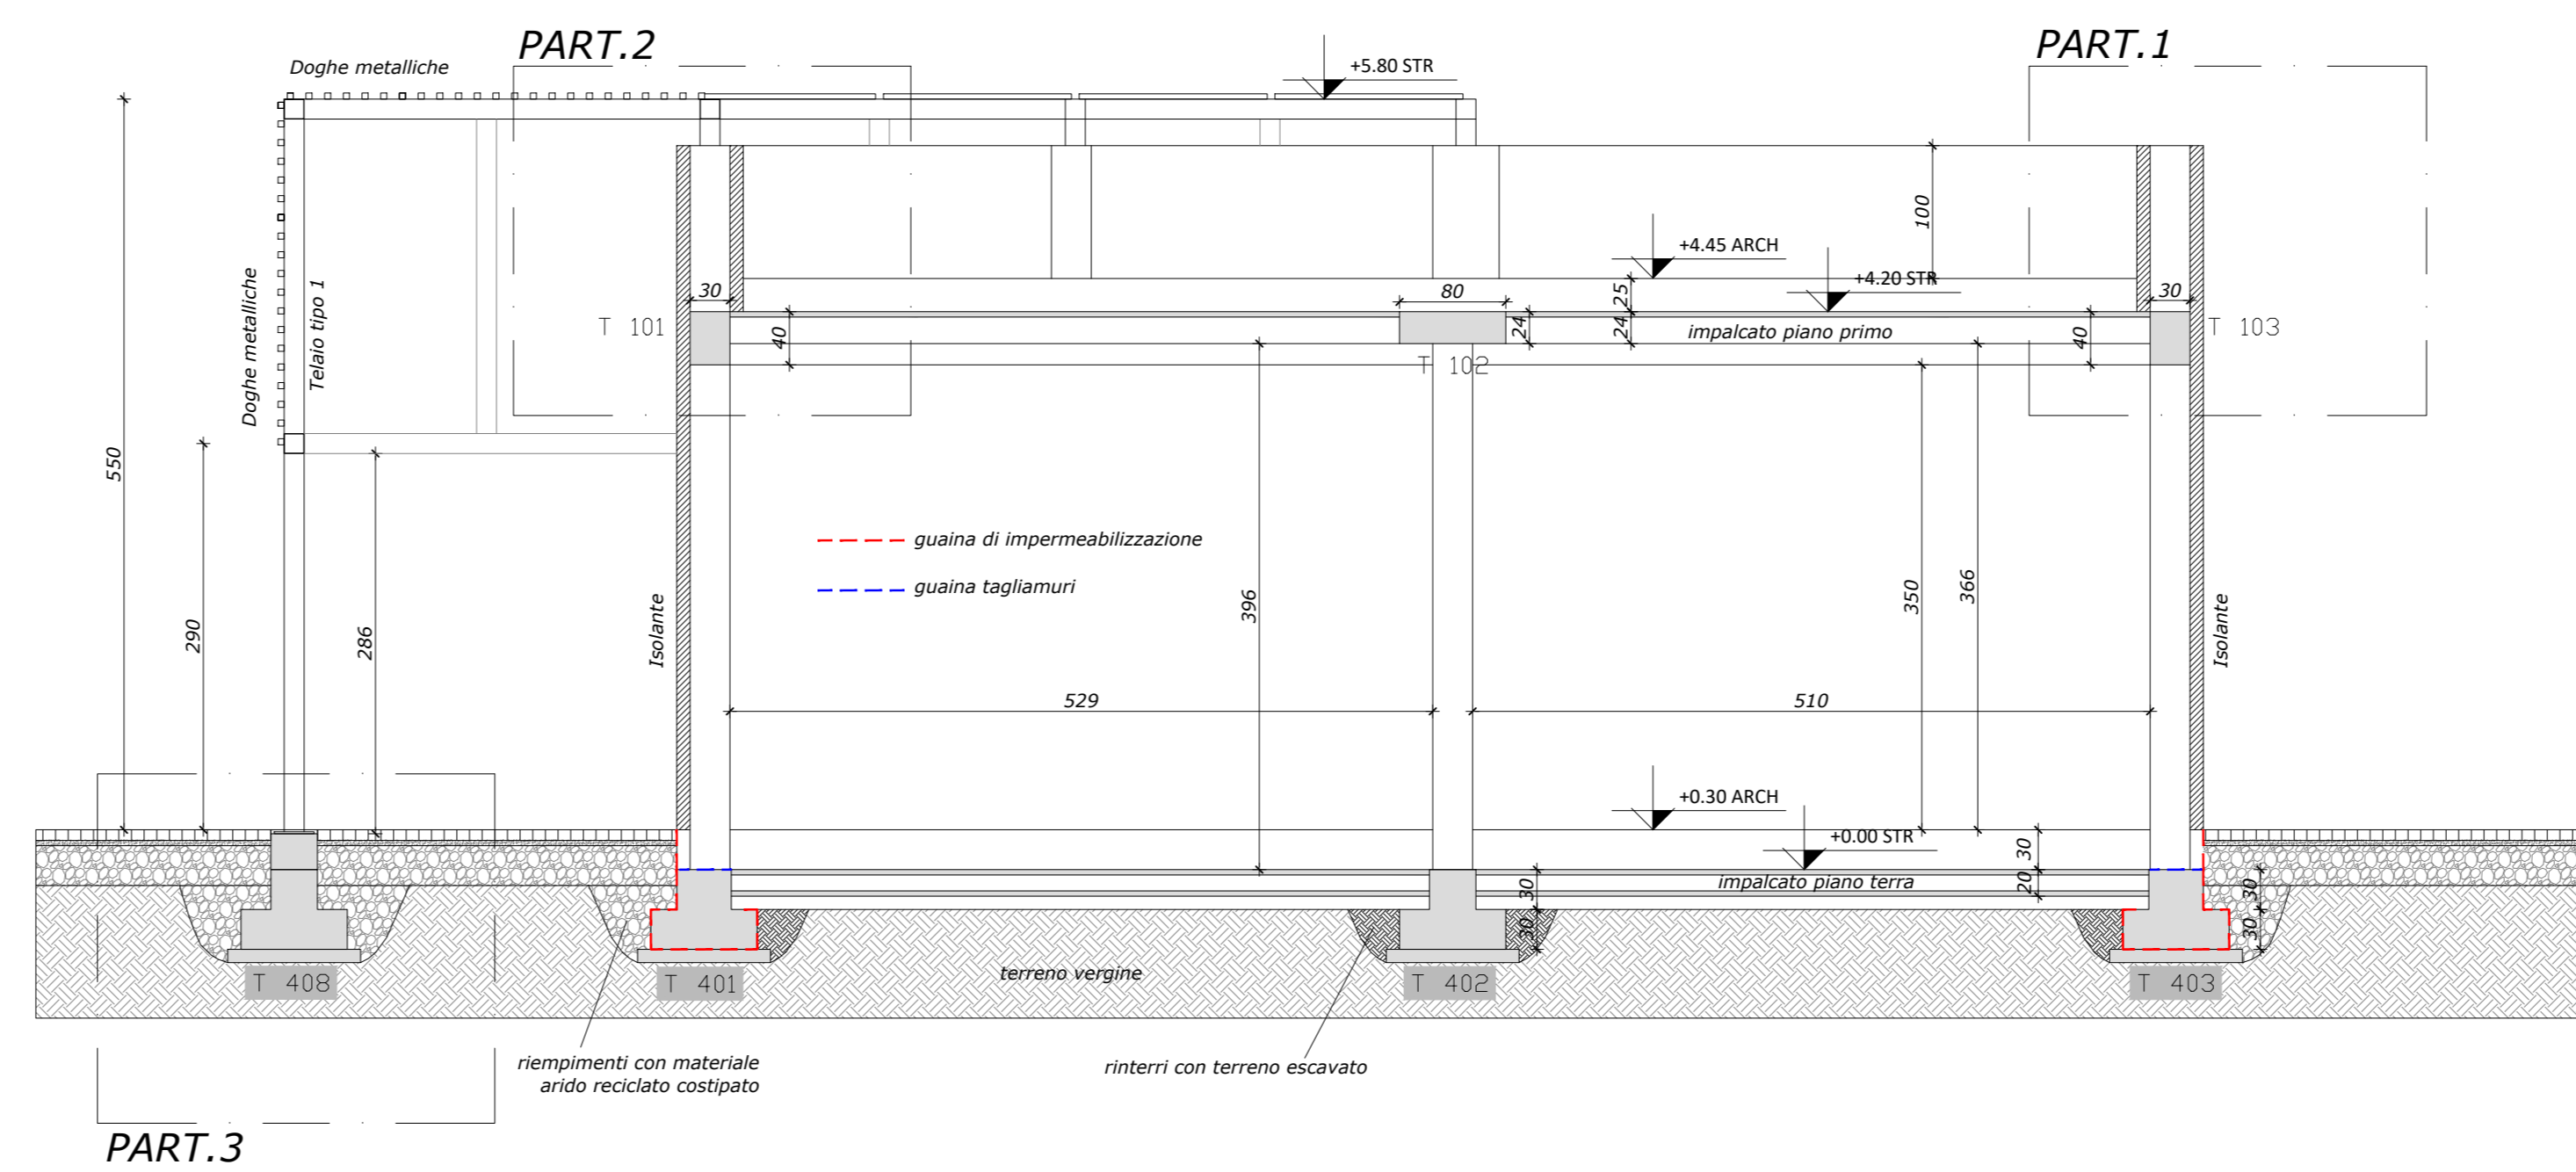 PART.2
PART.1
Doghe metalliche
+5.80 STR
100
+4.45 ARCH
+4.20 STR
30
80
25
30
T 101
40
24
24
impalcato piano primo
40
T 103
T 102
Doghe metalliche
Telaio tipo 1
550
290
286
guaina di impermeabilizzazione
guaina tagliamuri
Isolante
396
350
366
Isolante
529
510
+0.30 ARCH
+0.00 STR
30
impalcato piano terra
20
30
30
30
30
T 408
T 401
terreno vergine
T 402
T 403
riempimenti con materiale
arido reciclato costipato
rinterri con terreno escavato
PART.3